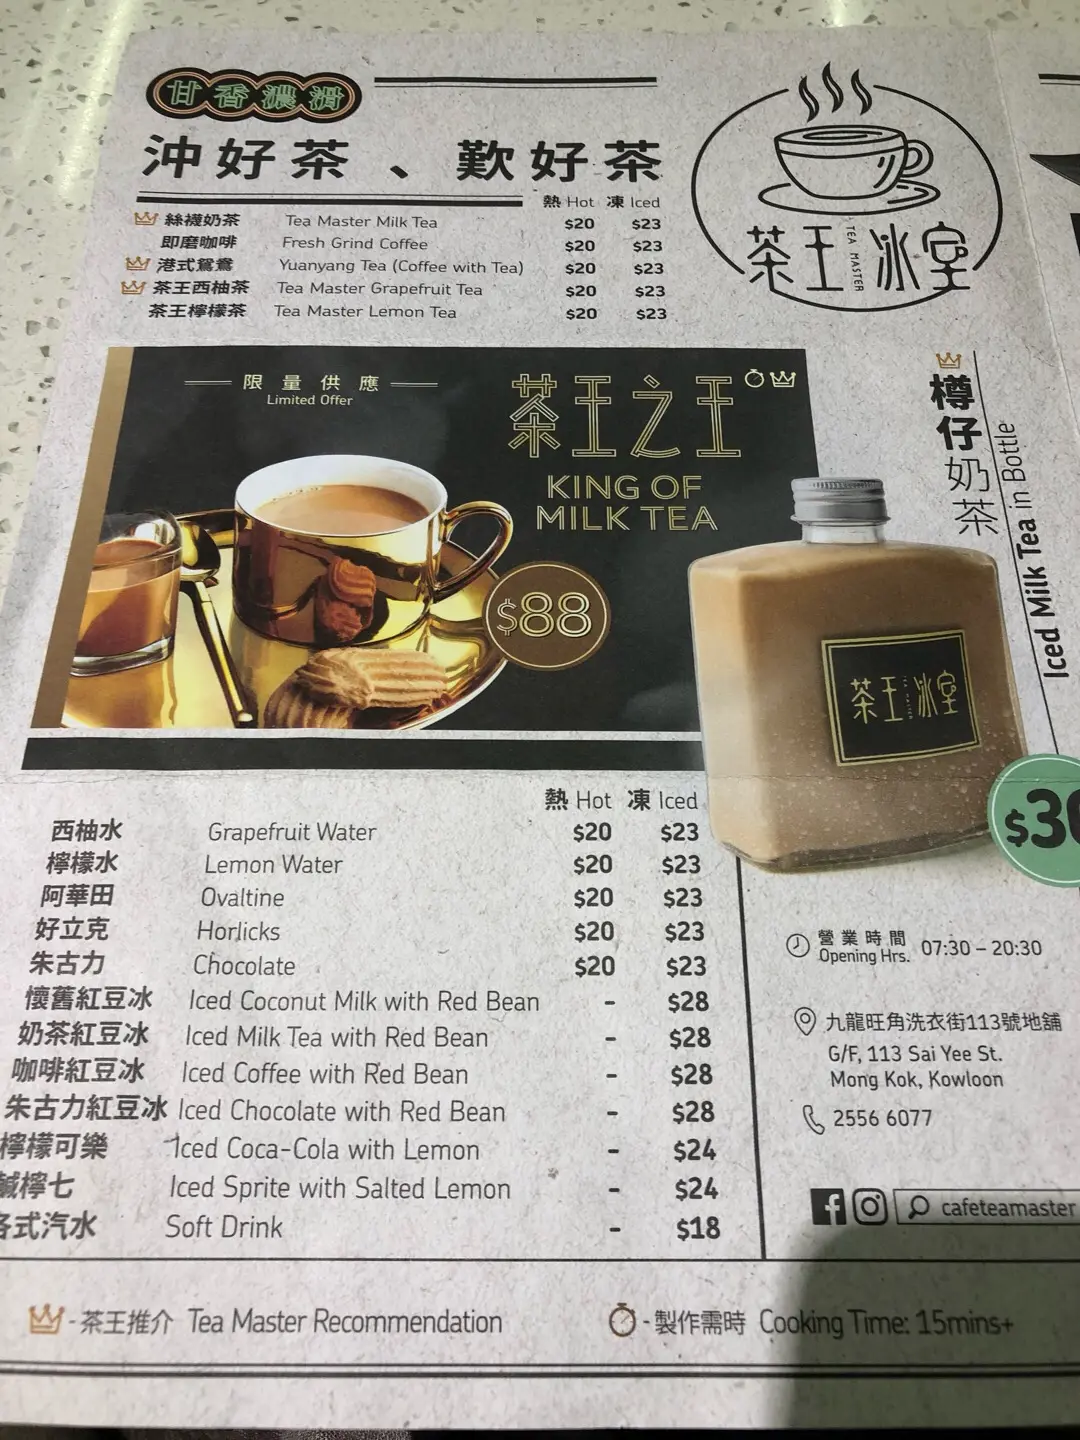 甘香濃滑
沖好茶、歎好茶
熱 Hot 凍 Iced
絲襪奶茶 Tea Master Milk Tea $20 $23
即磨咖啡 Fresh Grind Coffee $20 $23
港式鴛鴦 Yuanyang Tea (Coffee with Tea) $20 $23
茶王西柚茶 Tea Master Grapefruit Tea $20 $23
茶王檸檬茶 Tea Master Lemon Tea $20 $23
茶王 TEA MASTER 冰室
限量供應
Limited Offer
茶王之王
KING OF
MILK TEA
$88
樽仔奶茶
Iced Milk Tea in Bottle
茶王冰室
熱 Hot 凍 Iced
西柚水 Grapefruit Water $20 $23
檸檬水 Lemon Water $20 $23
阿華田 Ovaltine $20 $23
好立克 Horlicks $20 $23
朱古力 Chocolate $20 $23
懷舊紅豆冰 Iced Coconut Milk with Red Bean - $28
奶茶紅豆冰 Iced Milk Tea with Red Bean - $28
咖啡紅豆冰 Iced Coffee with Red Bean - $28
朱古力紅豆冰 Iced Chocolate with Red Bean - $28
檸檬可樂 Iced Coca-Cola with Lemon - $24
鹹檸七 Iced Sprite with Salted Lemon - $24
各式汽水 Soft Drink - $18
營業時間
Opening Hrs. 07:30 – 20:30
九龍旺角洗衣街113號地舖
G/F, 113 Sai Yee St.
Mong Kok, Kowloon
2556 6077
cafeteamaster
- 茶王推介 Tea Master Recommendation
- 製作需時 Cooking Time: 15mins+